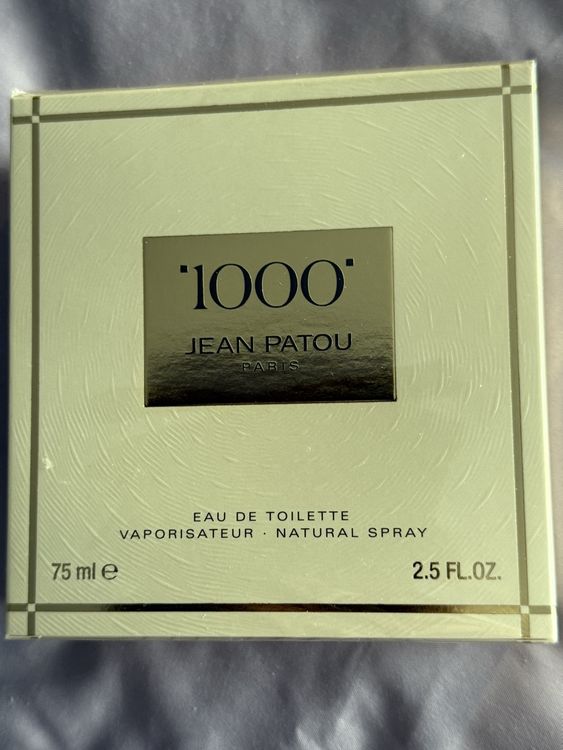 '1000'
JEAN PATOU
PARIS
EAU DE TOILETTE
VAPORISATEUR · NATURAL SPRAY
75 ml ℮ 2.5 FL.OZ.